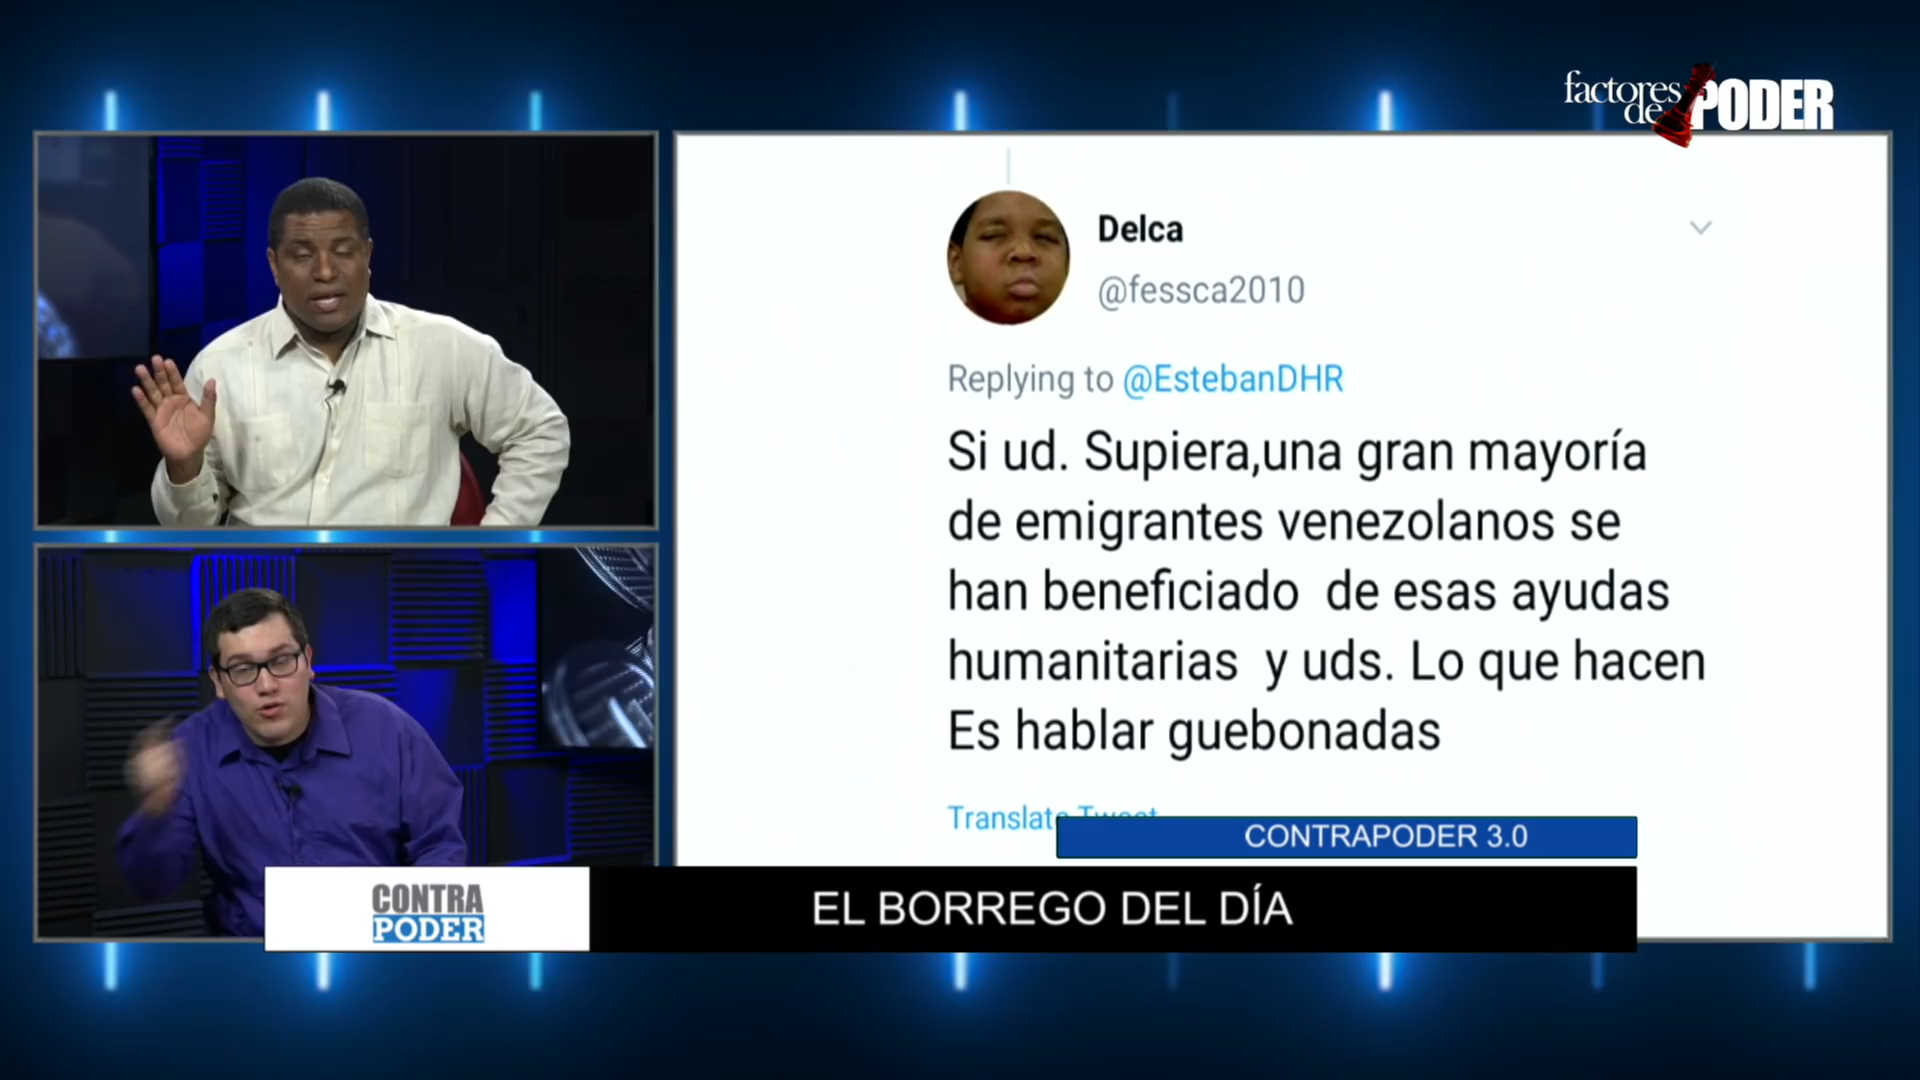 factores
de PODER
Delca
@fessca2010
Replying to @EstebanDHR
Si ud. Supiera,una gran mayoría
de emigrantes venezolanos se
han beneficiado de esas ayudas
humanitarias y uds. Lo que hacen
Es hablar guebonadas
Translate Tweet
CONTRAPODER 3.0
CONTRA
PODER
EL BORREGO DEL DÍA